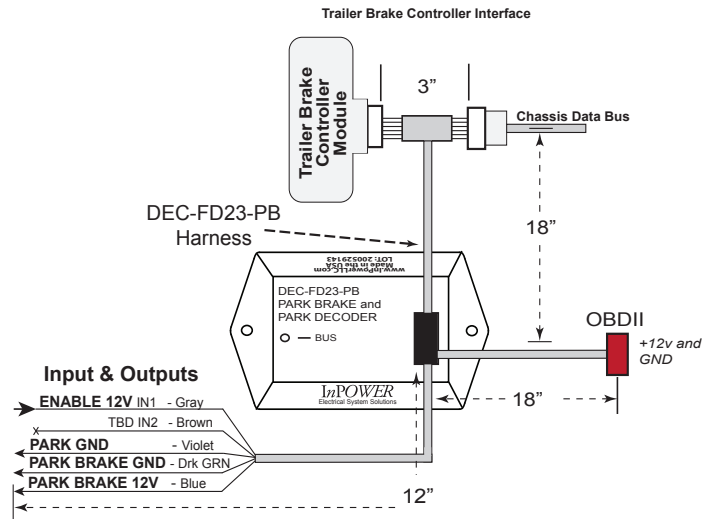 Trailer Brake Controller Interface
Trailer Brake
Controller
Module
3”
Chassis Data Bus
18”
DEC-FD23-PB
Harness
www.InPowerLLC.com
Made in the USA
LOT: 200529143
DEC-FD23-PB
PARK BRAKE and
PARK DECODER
BUS
InPOWER
Electrical System Solutions
OBDII
+12v and
GND
18”
Input & Outputs
ENABLE 12V IN1 - Gray
TBD IN2 - Brown
x
PARK GND - Violet
PARK BRAKE GND - Drk GRN
PARK BRAKE 12V - Blue
12”